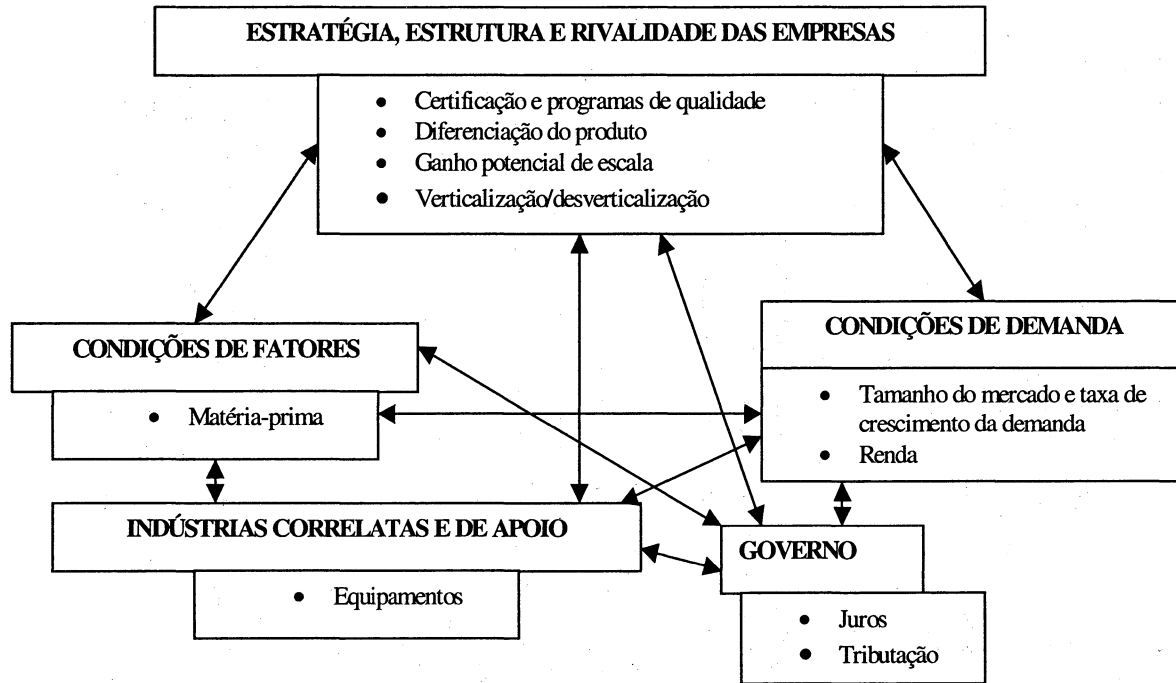 ESTRATÉGIA, ESTRUTURA E RIVALIDADE DAS EMPRESAS
• Certificação e programas de qualidade
• Diferenciação do produto
• Ganho potencial de escala
• Verticalização/desverticalização
CONDIÇÕES DE FATORES
• Matéria-prima
CONDIÇÕES DE DEMANDA
• Tamanho do mercado e taxa de
crescimento da demanda
• Renda
INDÚSTRIAS CORRELATAS E DE APOIO
• Equipamentos
GOVERNO
• Juros
• Tributação